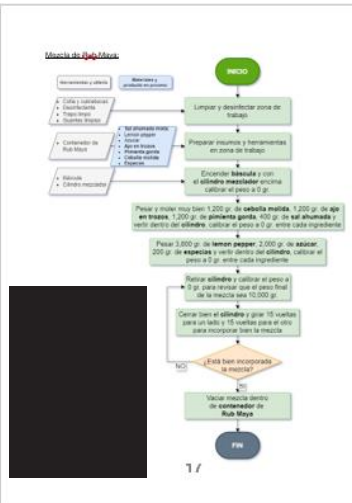 Mezcla de Rub Maya:
INICIO
Herramientas y utillería
Materiales y
producto en proceso
• Cofia y cubrebocas
• Desinfectante
• Trapo limpio
• Guantes limpios
Limpiar y desinfectar zona de
trabajo
• Contenedor de
Rub Maya
• Sal ahumada molida
• Lemon pepper
• Azúcar
• Ajo en trozos
• Pimienta gorda
• Cebolla molida
• Especias
Preparar insumos y herramientas
en zona de trabajo
• Báscula
• Cilindro mezclador
Encender báscula y con
el cilindro mezclador encima
calibrar el peso a 0 gr.
Pesar y moler muy bien 1,200 gr. de cebolla molida, 1,200 gr. de ajo
en trozos, 1,200 gr. de pimienta gorda, 400 gr. de sal ahumada y
vertir dentro del cilindro, calibrar el peso a 0 gr. entre cada ingrediente
Pesar 3,800 gr. de lemon pepper, 2,000 gr. de azúcar,
200 gr. de especias y vertir dentro del cilindro, calibrar el
peso a 0 gr. entre cada ingrediente
Retirar cilindro y calibrar el peso a
0 gr. para revisar que el peso final
de la mezcla sea 10,000 gr.
Cerrar bien el cilindro y girar 15 vueltas
para un lado y 15 vueltas para el otro
para incorporar bien la mezcla
¿Está bien incorporada
la mezcla?
NO
SI
Vaciar mezcla dentro
de contenedor de
Rub Maya
FIN
17